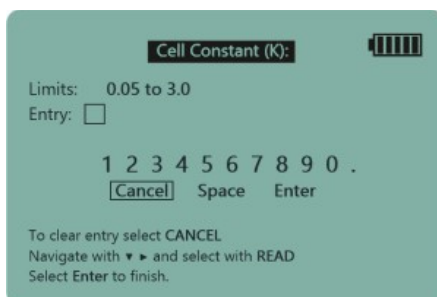 Cell Constant (K):
Limits: 0.05 to 3.0
Entry:
1 2 3 4 5 6 7 8 9 0 .
Cancel Space Enter
To clear entry select CANCEL
Navigate with ▾ ▸ and select with READ
Select Enter to finish.